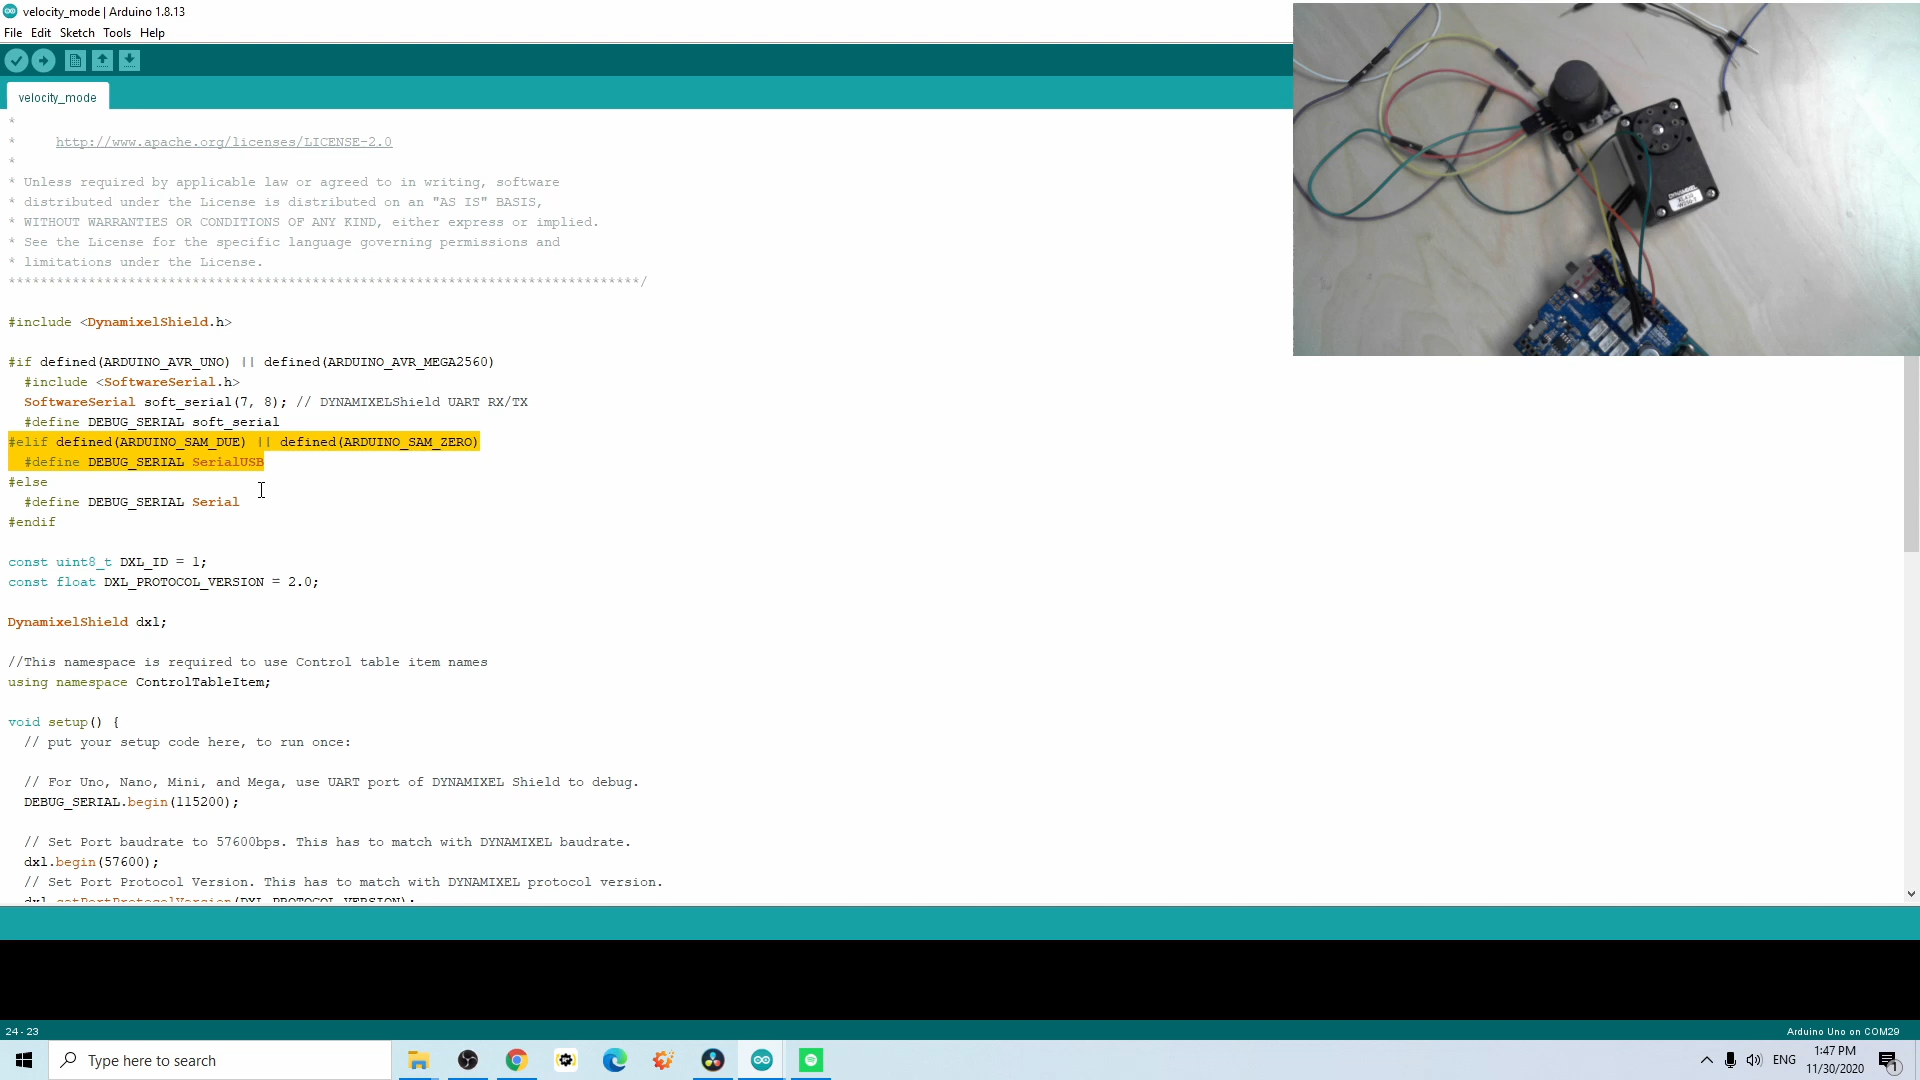 velocity_mode | Arduino 1.8.13
File Edit Sketch Tools Help
velocity_mode
*
* http://www.apache.org/licenses/LICENSE-2.0
*
* Unless required by applicable law or agreed to in writing, software
* distributed under the License is distributed on an "AS IS" BASIS,
* WITHOUT WARRANTIES OR CONDITIONS OF ANY KIND, either express or implied.
* See the License for the specific language governing permissions and
* limitations under the License.
*******************************************************************************/
#include <DynamixelShield.h>
#if defined(ARDUINO_AVR_UNO) || defined(ARDUINO_AVR_MEGA2560)
#include <SoftwareSerial.h>
SoftwareSerial soft_serial(7, 8); // DYNAMIXELShield UART RX/TX
#define DEBUG_SERIAL soft_serial
#elif defined(ARDUINO_SAM_DUE) || defined(ARDUINO_SAM_ZERO)
#define DEBUG_SERIAL SerialUSB
#else
#define DEBUG_SERIAL Serial
#endif
const uint8_t DXL_ID = 1;
const float DXL_PROTOCOL_VERSION = 2.0;
DynamixelShield dxl;
//This namespace is required to use Control table item names
using namespace ControlTableItem;
void setup() {
// put your setup code here, to run once:
// For Uno, Nano, Mini, and Mega, use UART port of DYNAMIXEL Shield to debug.
DEBUG_SERIAL.begin(115200);
// Set Port baudrate to 57600bps. This has to match with DYNAMIXEL baudrate.
dxl.begin(57600);
// Set Port Protocol Version. This has to match with DYNAMIXEL protocol version.
dxl.setPortProtocolVersion(DXL_PROTOCOL_VERSION);
DYNAMIXEL
24 - 23
Arduino Uno on COM29
Type here to search
ENG
1:47 PM
11/30/2020
1